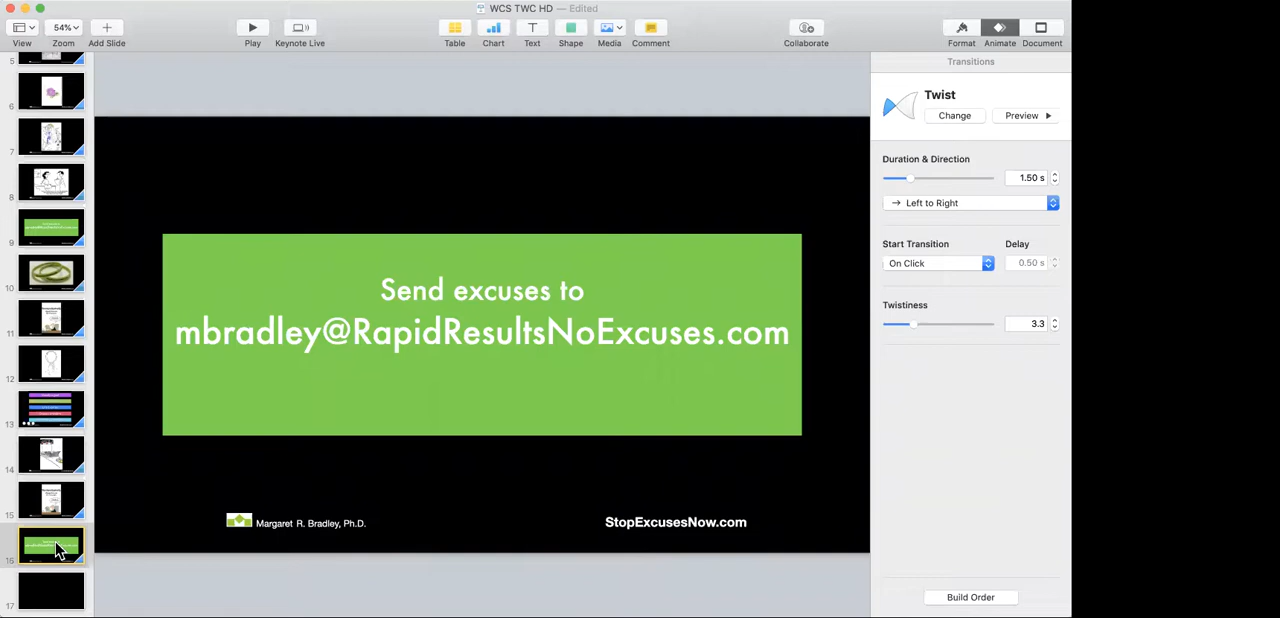 WCS TWC HD — Edited
54%
View
Zoom
Add Slide
Play
Keynote Live
Table
Chart
Text
Shape
Media
Comment
Collaborate
Format
Animate
Document
5
6
7
8
9
10
11
12
13
14
15
16
17
Send excuses to
mbradley@RapidResultsNoExcuses.com
Margaret R. Bradley, Ph.D.
StopExcusesNow.com
Transitions
Twist
Change
Preview
Duration & Direction
1.50 s
→ Left to Right
Start Transition
Delay
On Click
0.50 s
Twistiness
3.3
Build Order